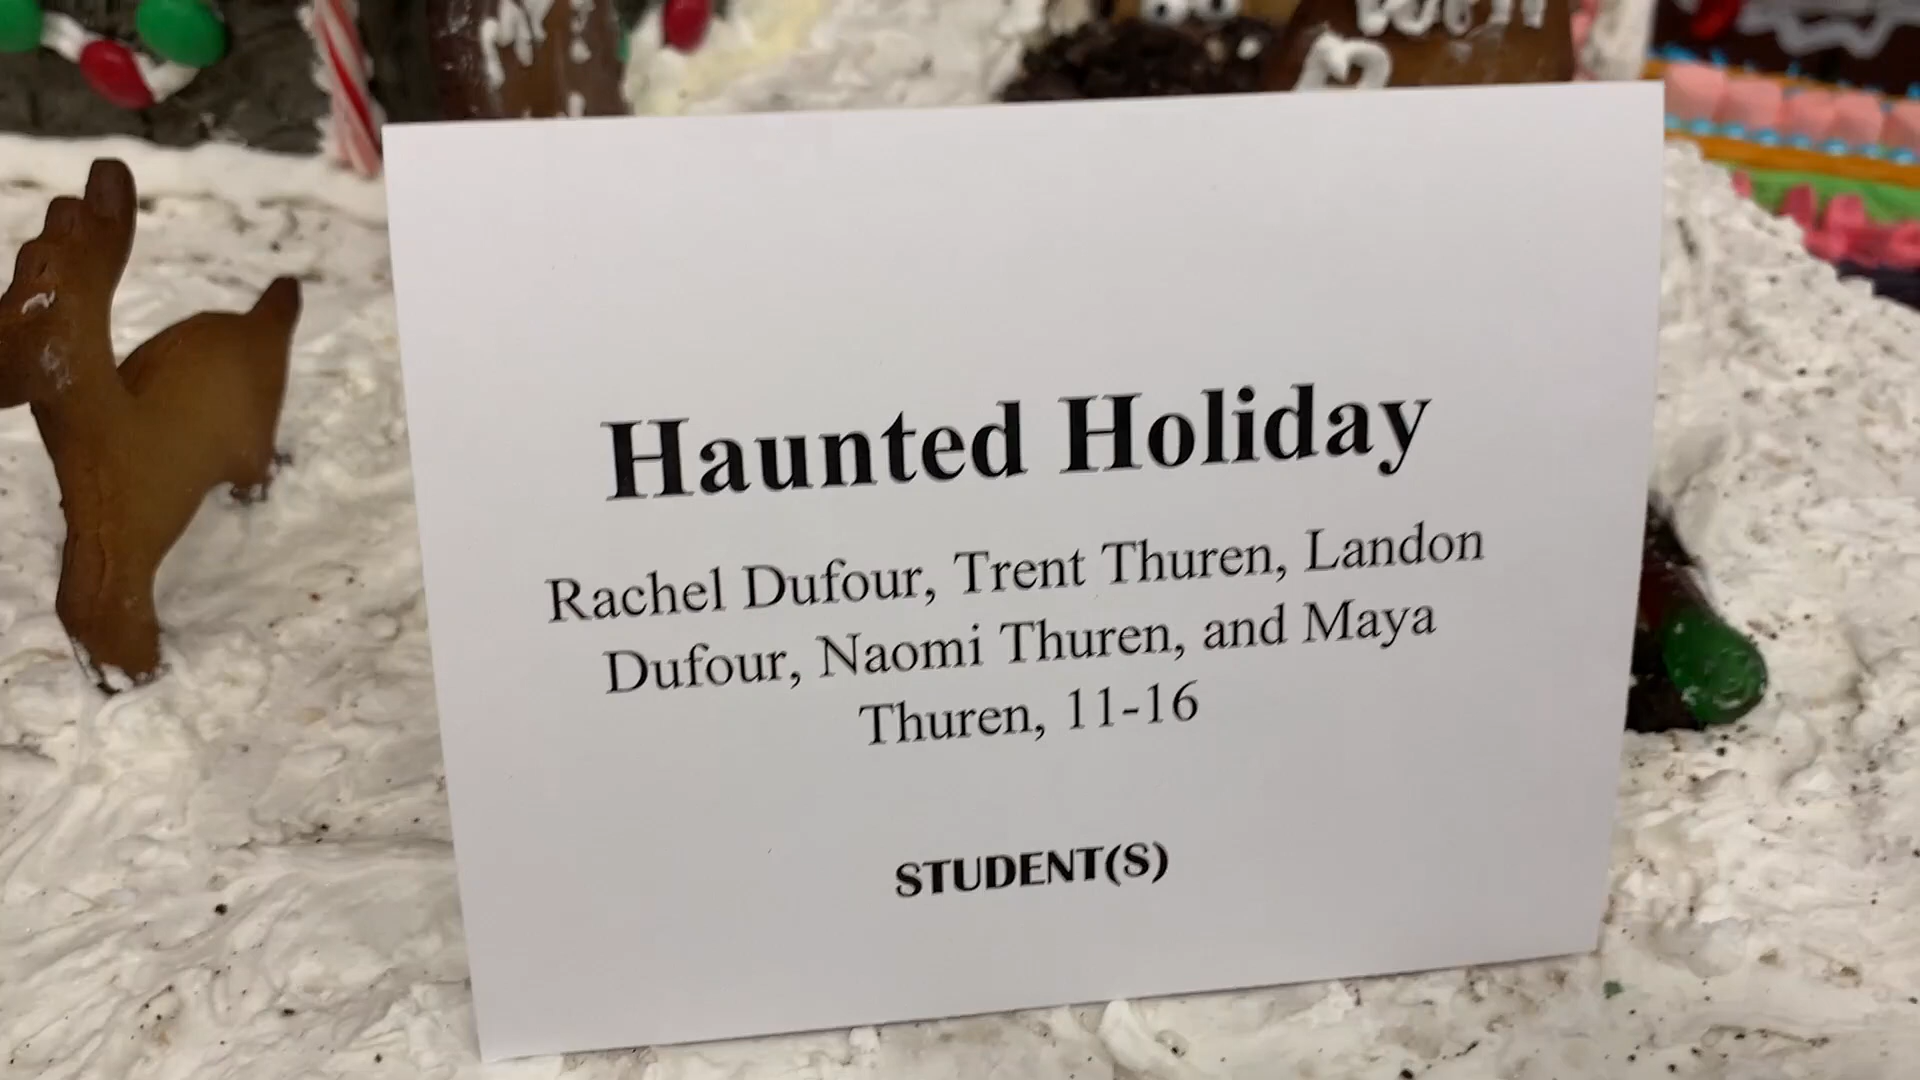 Haunted Holiday
Rachel Dufour, Trent Thuren, Landon
Dufour, Naomi Thuren, and Maya
Thuren, 11-16
STUDENT(S)